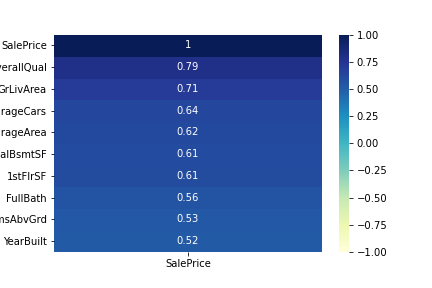 SalePrice 1
verallQual 0.79
GrLivArea 0.71
rageCars 0.64
rageArea 0.62
alBsmtSF 0.61
1stFlrSF 0.61
FullBath 0.56
msAbvGrd 0.53
YearBuilt 0.52
SalePrice
1.00
0.75
0.50
0.25
0.00
−0.25
−0.50
−0.75
−1.00